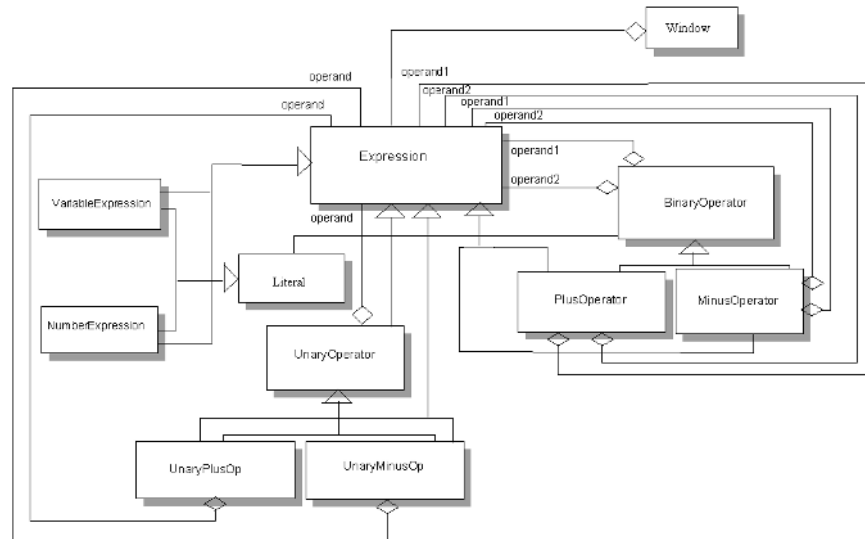 Window
operand
operand1
operand
operand2
operand1
operand2
Expression
operand1
VariableExpression
operand2
BinaryOperator
operand
Literal
PlusOperator
MinusOperator
NumberExpression
UnaryOperator
UnaryPlusOp
UnaryMinusOp